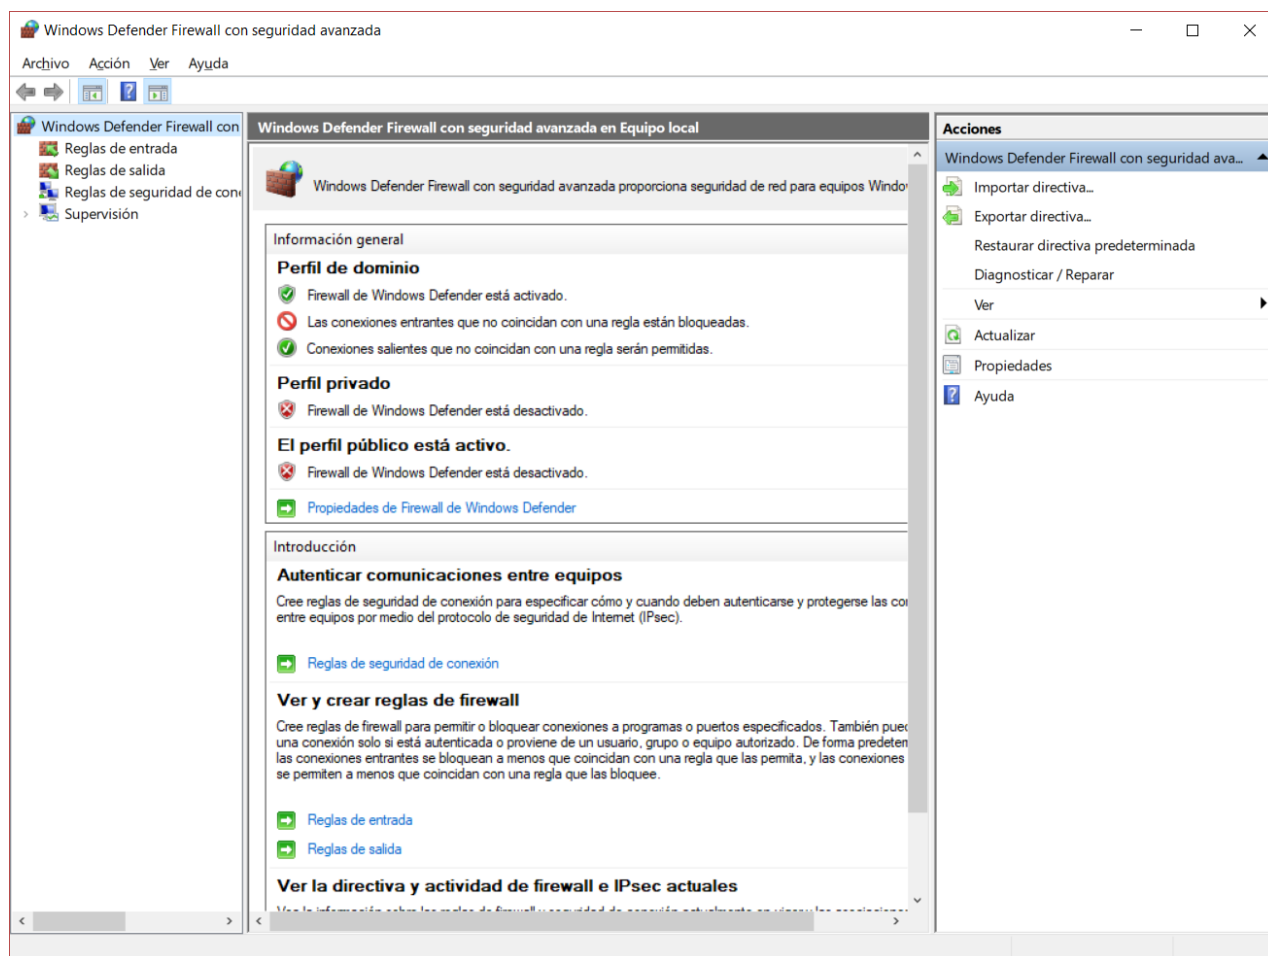 Windows Defender Firewall con seguridad avanzada
Archivo Acción Ver Ayuda
Windows Defender Firewall con
Reglas de entrada
Reglas de salida
Reglas de seguridad de con
Supervisión
Windows Defender Firewall con seguridad avanzada en Equipo local
Windows Defender Firewall con seguridad avanzada proporciona seguridad de red para equipos Window
Información general
Perfil de dominio
Firewall de Windows Defender está activado.
Las conexiones entrantes que no coincidan con una regla están bloqueadas.
Conexiones salientes que no coincidan con una regla serán permitidas.
Perfil privado
Firewall de Windows Defender está desactivado.
El perfil público está activo.
Firewall de Windows Defender está desactivado.
Propiedades de Firewall de Windows Defender
Introducción
Autenticar comunicaciones entre equipos
Cree reglas de seguridad de conexión para especificar cómo y cuando deben autenticarse y protegerse las co
entre equipos por medio del protocolo de seguridad de Internet (IPsec).
Reglas de seguridad de conexión
Ver y crear reglas de firewall
Cree reglas de firewall para permitir o bloquear conexiones a programas o puertos especificados. También pued
una conexión solo si está autenticada o proviene de un usuario, grupo o equipo autorizado. De forma predeter
las conexiones entrantes se bloquean a menos que coincidan con una regla que las permita, y las conexiones
se permiten a menos que coincidan con una regla que las bloquee.
Reglas de entrada
Reglas de salida
Ver la directiva y actividad de firewall e IPsec actuales
Acciones
Windows Defender Firewall con seguridad ava...
Importar directiva...
Exportar directiva...
Restaurar directiva predeterminada
Diagnosticar / Reparar
Ver
Actualizar
Propiedades
Ayuda